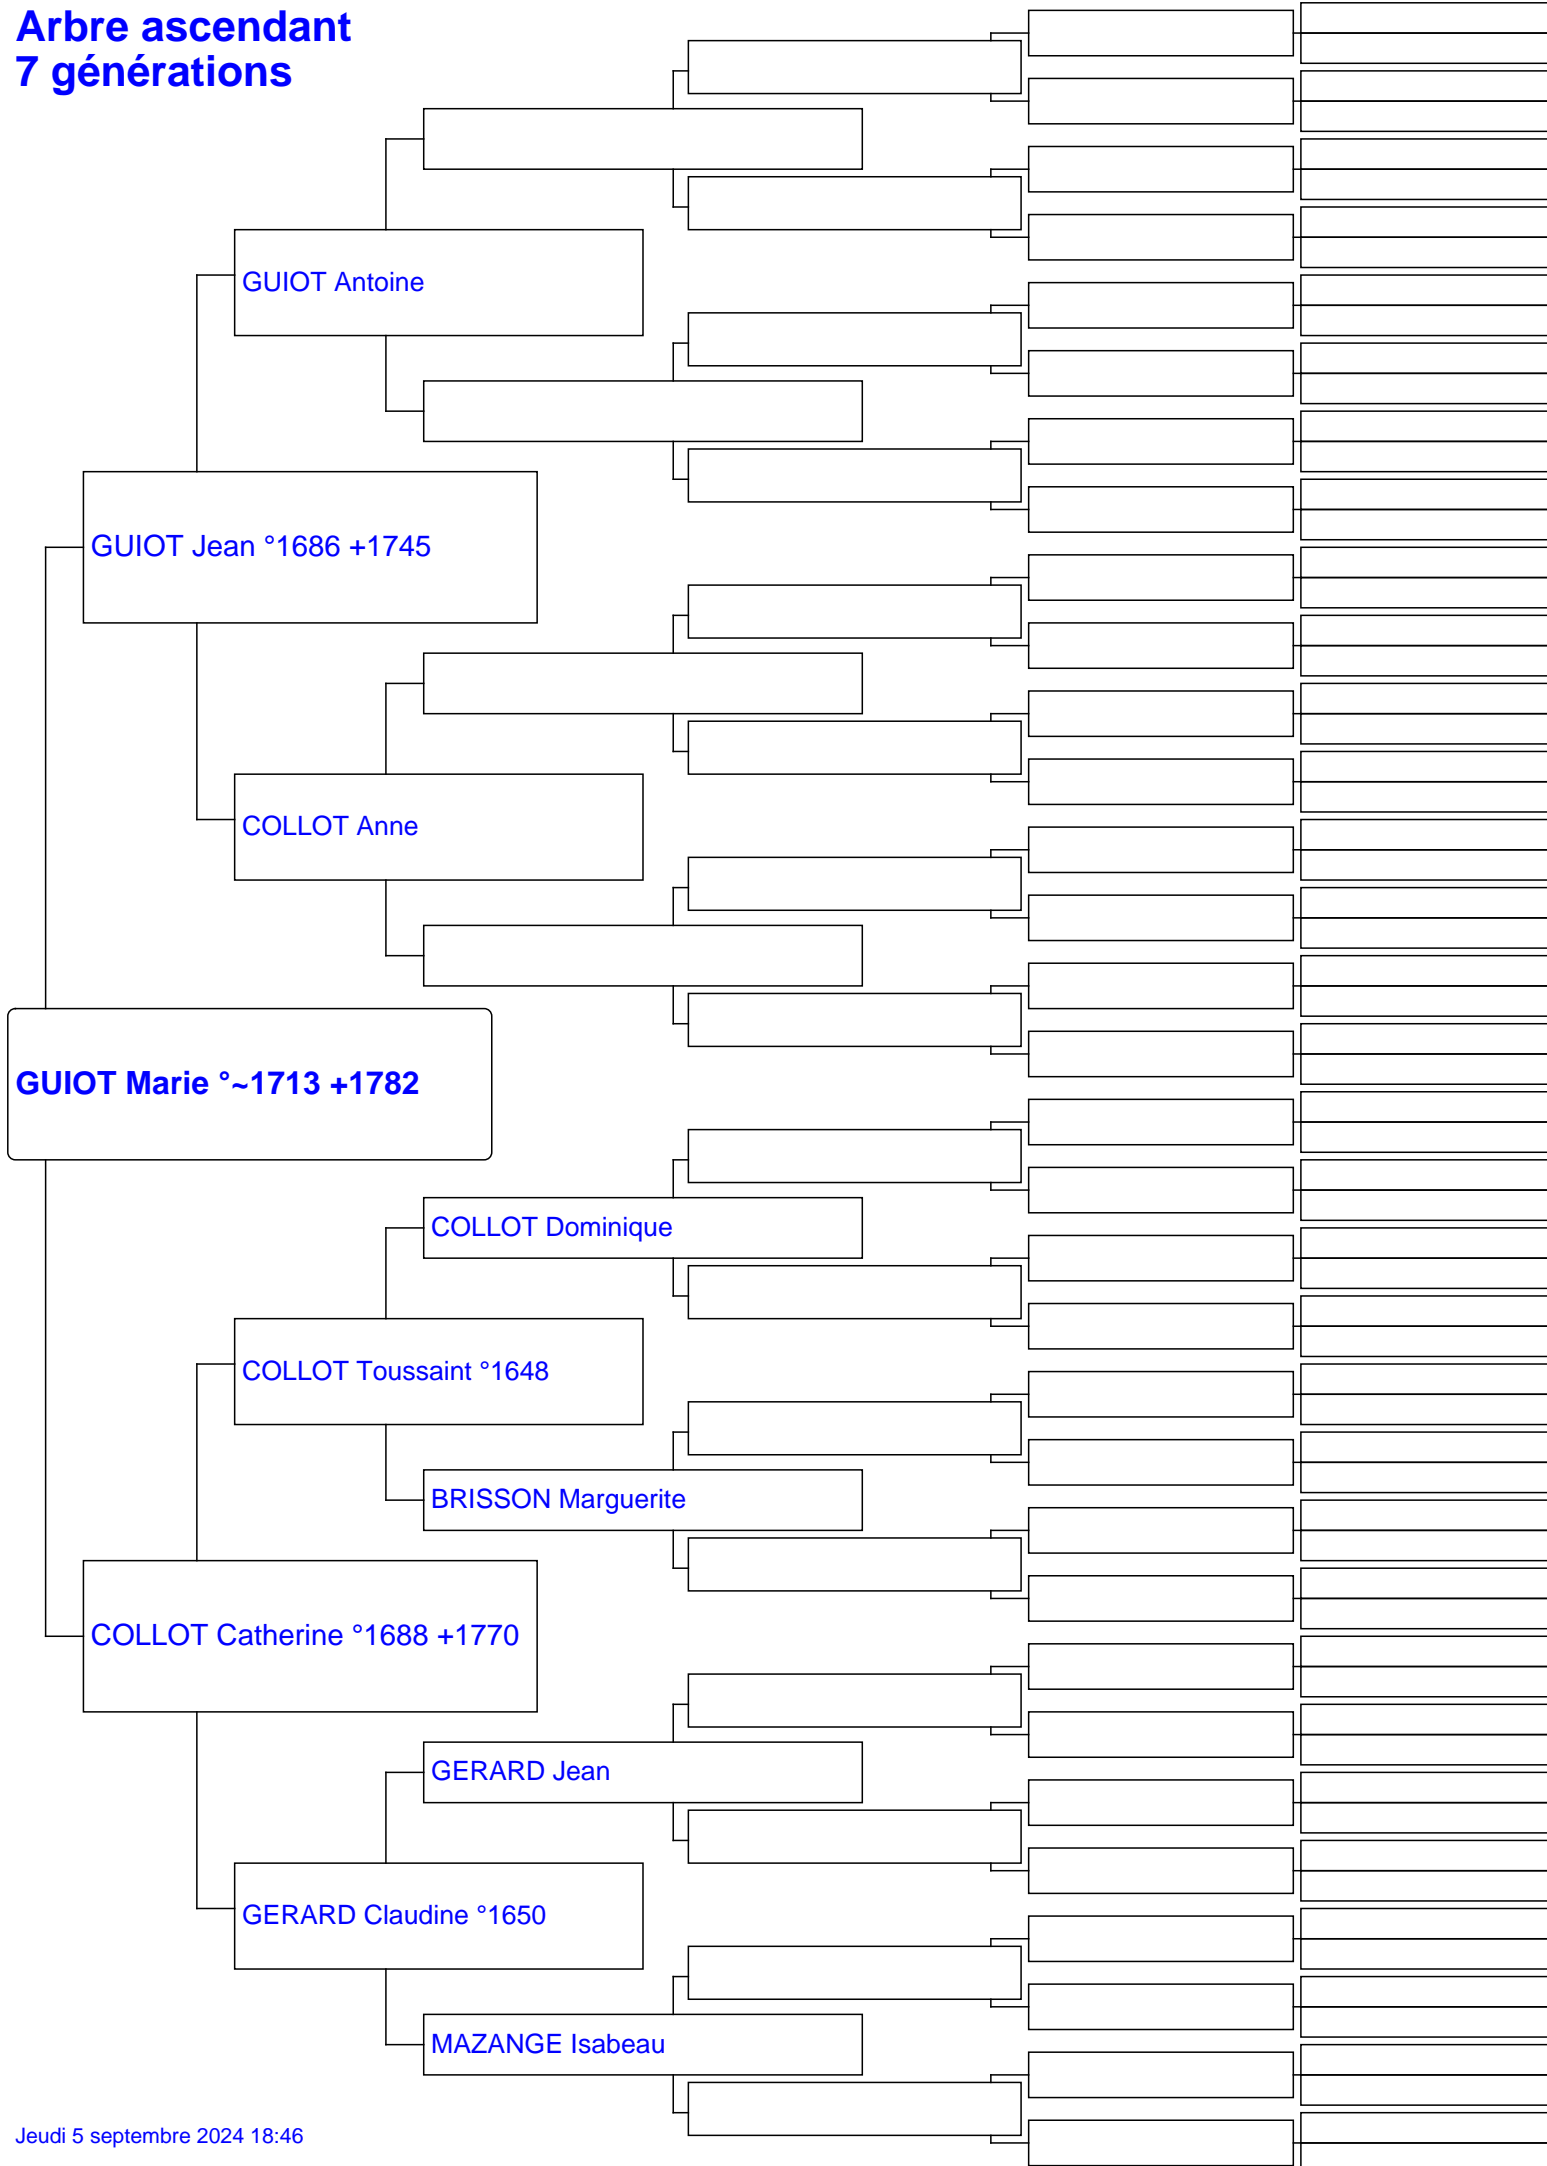 Arbre ascendant
7 générations
GUIOT Antoine
GUIOT Jean °1686 +1745
COLLOT Anne
GUIOT Marie °~1713 +1782
COLLOT Dominique
COLLOT Toussaint °1648
BRISSON Marguerite
COLLOT Catherine °1688 +1770
GERARD Jean
GERARD Claudine °1650
MAZANGE Isabeau
Jeudi 5 septembre 2024 18:46